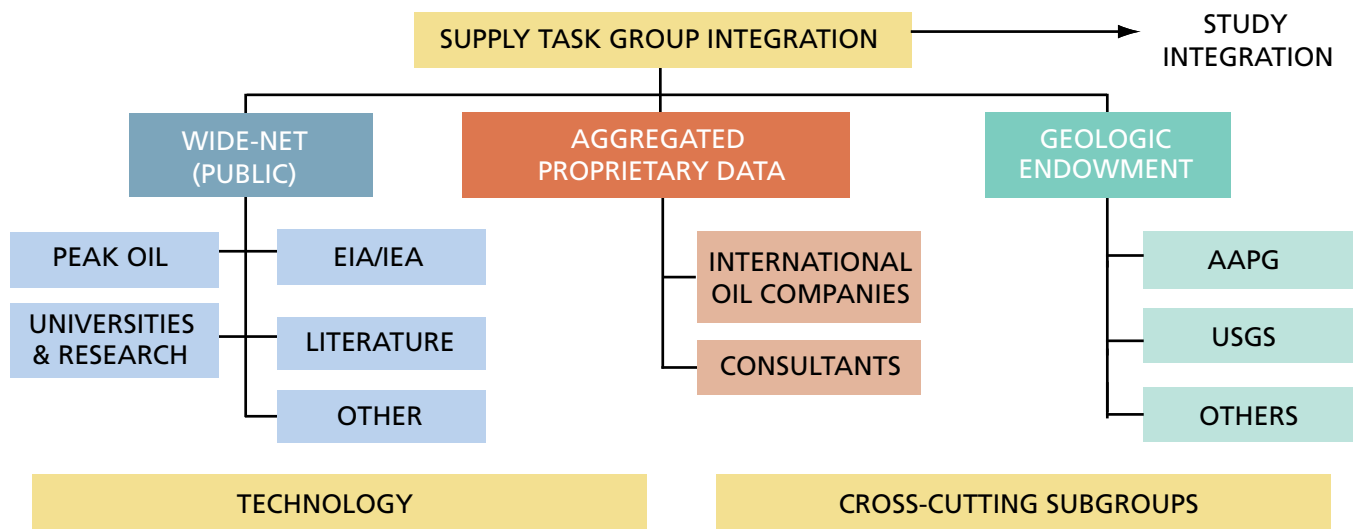 SUPPLY TASK GROUP INTEGRATION
STUDY
INTEGRATION
WIDE-NET
(PUBLIC)
AGGREGATED
PROPRIETARY DATA
GEOLOGIC
ENDOWMENT
PEAK OIL
EIA/IEA
UNIVERSITIES
& RESEARCH
LITERATURE
OTHER
INTERNATIONAL
OIL COMPANIES
CONSULTANTS
AAPG
USGS
OTHERS
TECHNOLOGY
CROSS-CUTTING SUBGROUPS